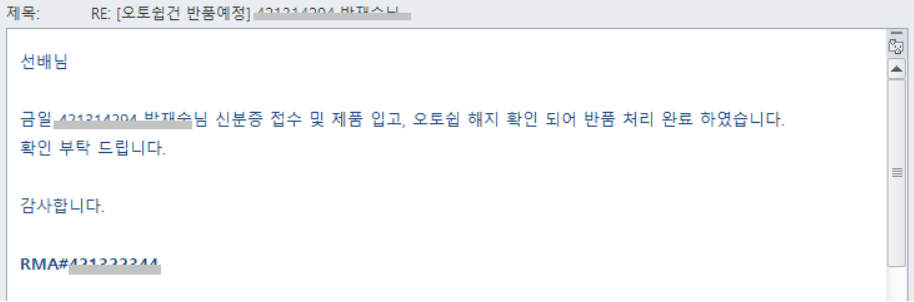 제목: RE: [오토쉽건 반품예정]
선배님
금일 님 신분증 접수 및 제품 입고, 오토쉽 해지 확인 되어 반품 처리 완료 하였습니다.
확인 부탁 드립니다.
감사합니다.
RMA#